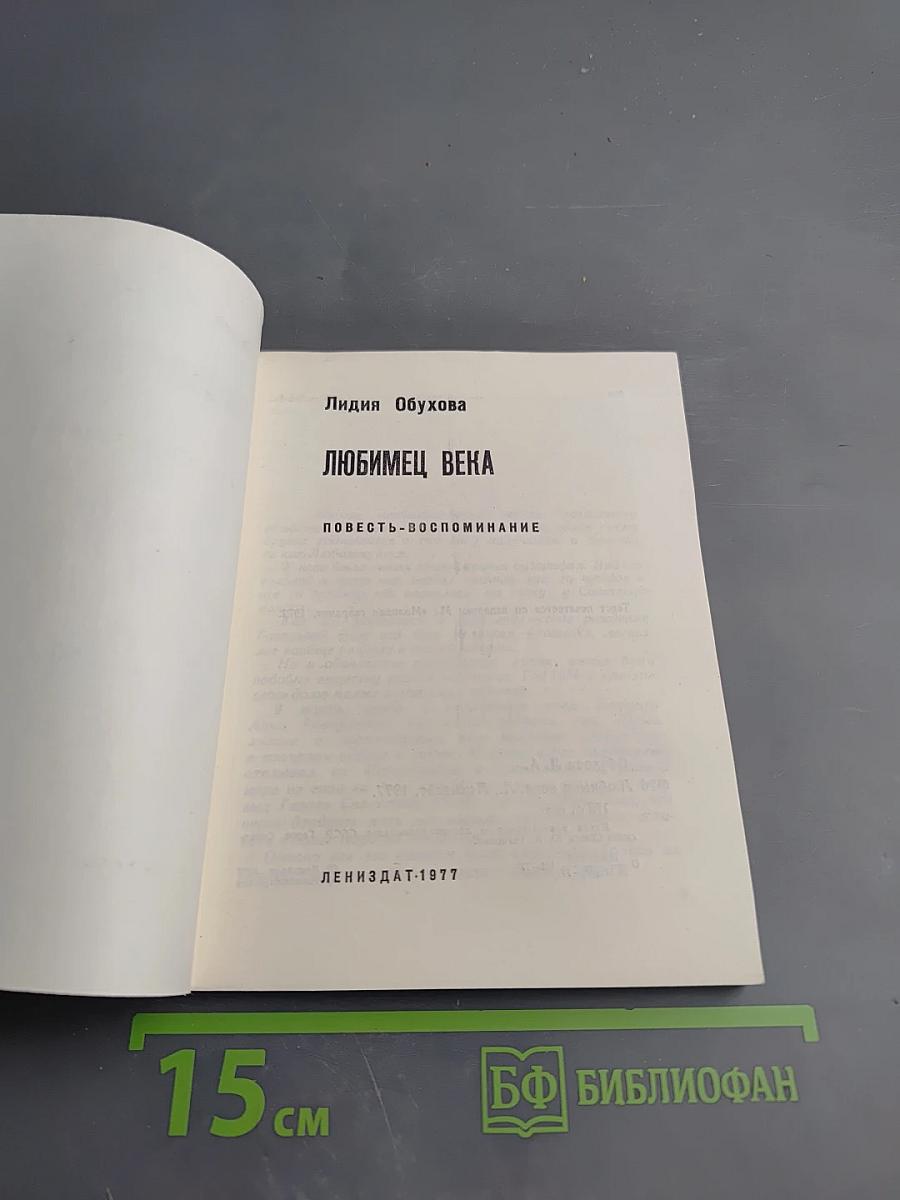 Лидия Обухова
ЛЮБИМЕЦ ВЕКА
ПОВЕСТЬ-ВОСПОМИНАНИЕ
ЛЕНИЗДАТ·1977
15 см
БФ БИБЛИОФАН